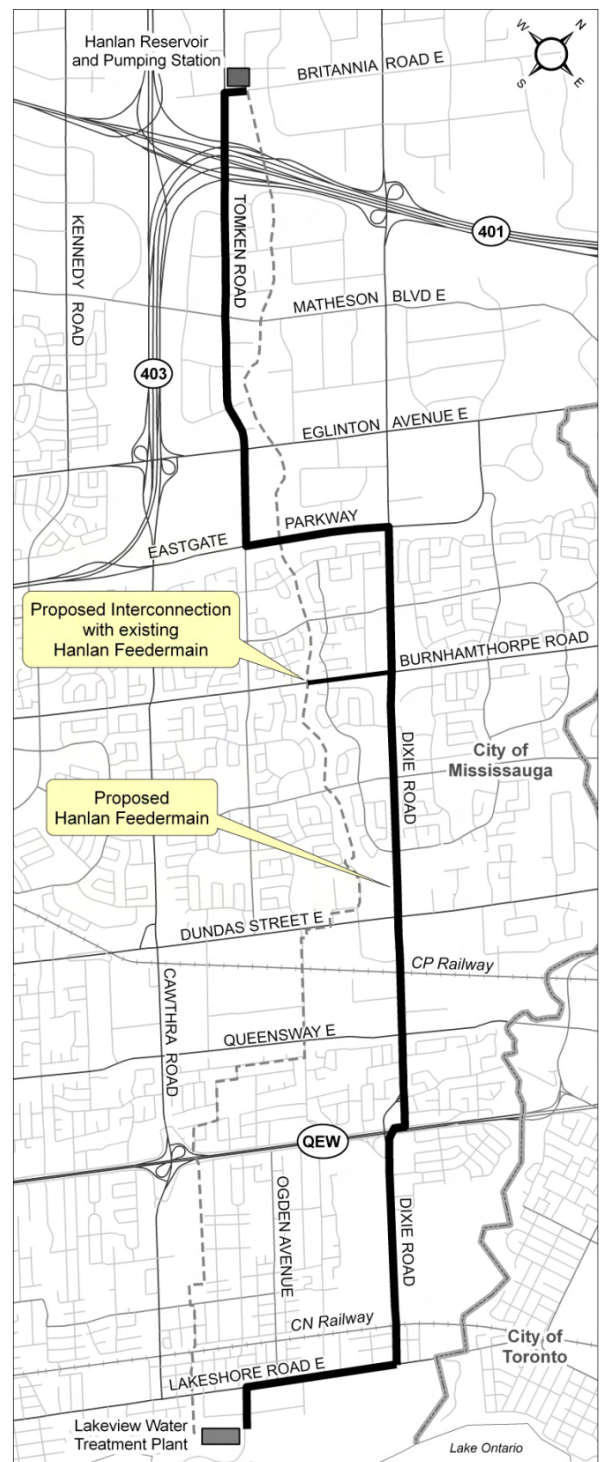 Hanlan Reservoir
and Pumping Station
W
N
S
E
BRITANNIA ROAD E
TOMKEN ROAD
401
KENNEDY ROAD
MATHESON BLVD E
403
EGLINTON AVENUE E
EASTGATE PARKWAY
Proposed Interconnection
with existing
Hanlan Feedermain
BURNHAMTHORPE ROAD
DIXIE ROAD
City of
Mississauga
Proposed
Hanlan Feedermain
DUNDAS STREET E
CP Railway
CAWTHRA ROAD
QUEENSWAY E
QEW
OGDEN AVENUE
DIXIE ROAD
CN Railway
City of
Toronto
LAKESHORE ROAD E
Lakeview Water
Treatment Plant
Lake Ontario